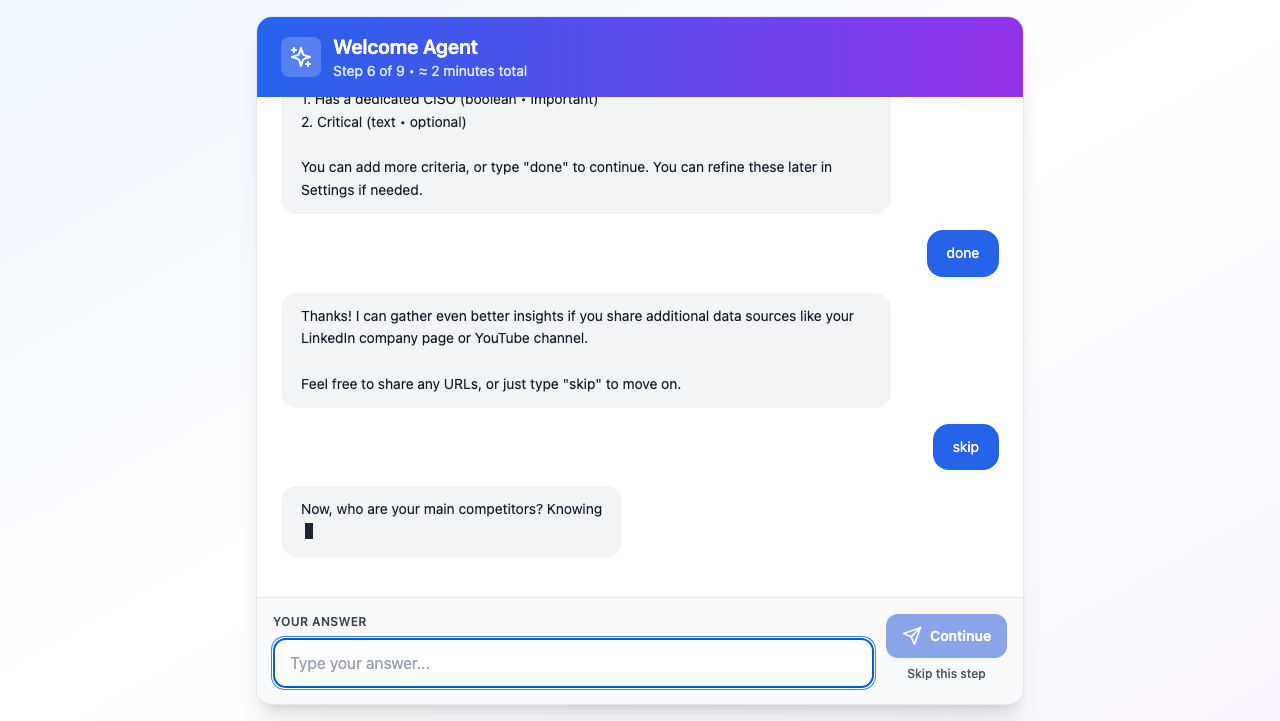 Welcome Agent
Step 6 of 9 • ≈ 2 minutes total
1. Has a dedicated CISO (boolean • important)
2. Critical (text • optional)
You can add more criteria, or type "done" to continue. You can refine these later in
Settings if needed.
done
Thanks! I can gather even better insights if you share additional data sources like your
LinkedIn company page or YouTube channel.
Feel free to share any URLs, or just type "skip" to move on.
skip
Now, who are your main competitors? Knowing
YOUR ANSWER
Type your answer...
Continue
Skip this step